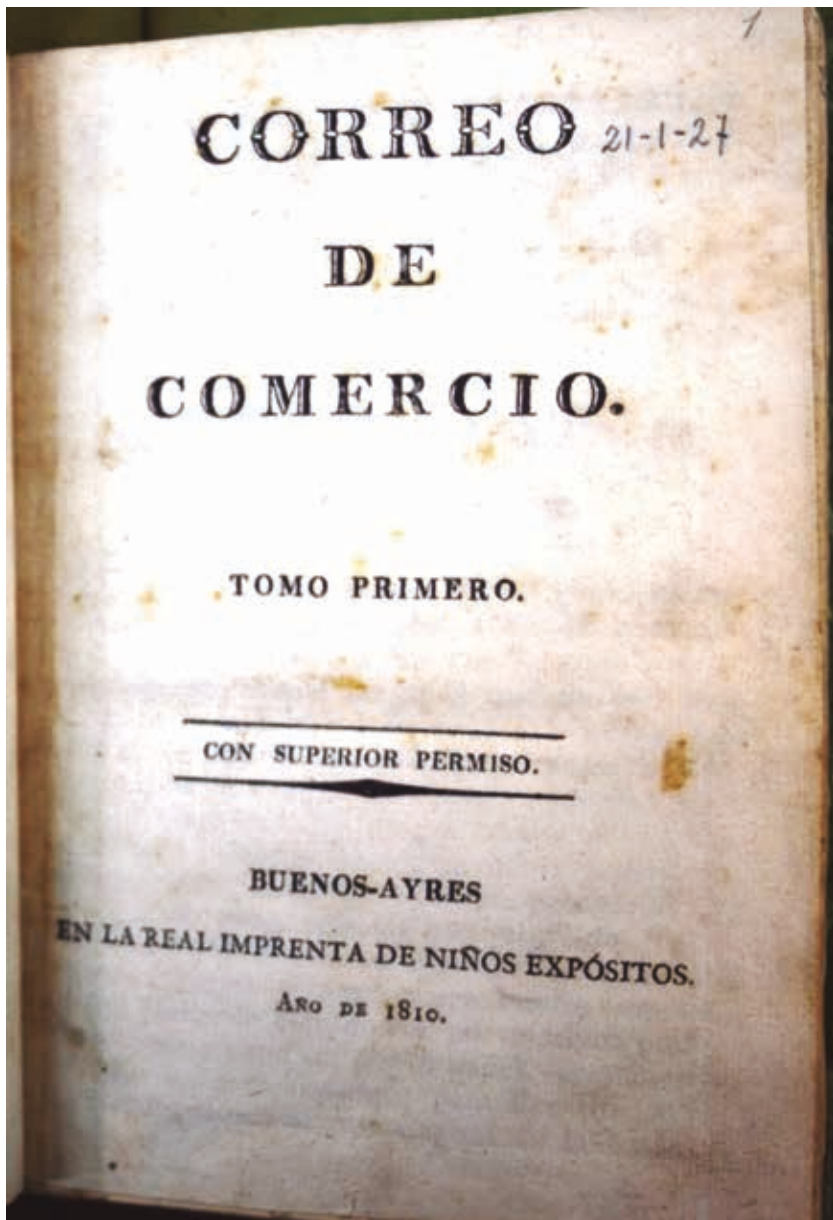 1
CORREO 21-1-27
DE
COMERCIO.
TOMO PRIMERO.
CON SUPERIOR PERMISO.
BUENOS-AYRES
EN LA REAL IMPRENTA DE NIÑOS EXPÓSITOS.
AÑO DE 1810.